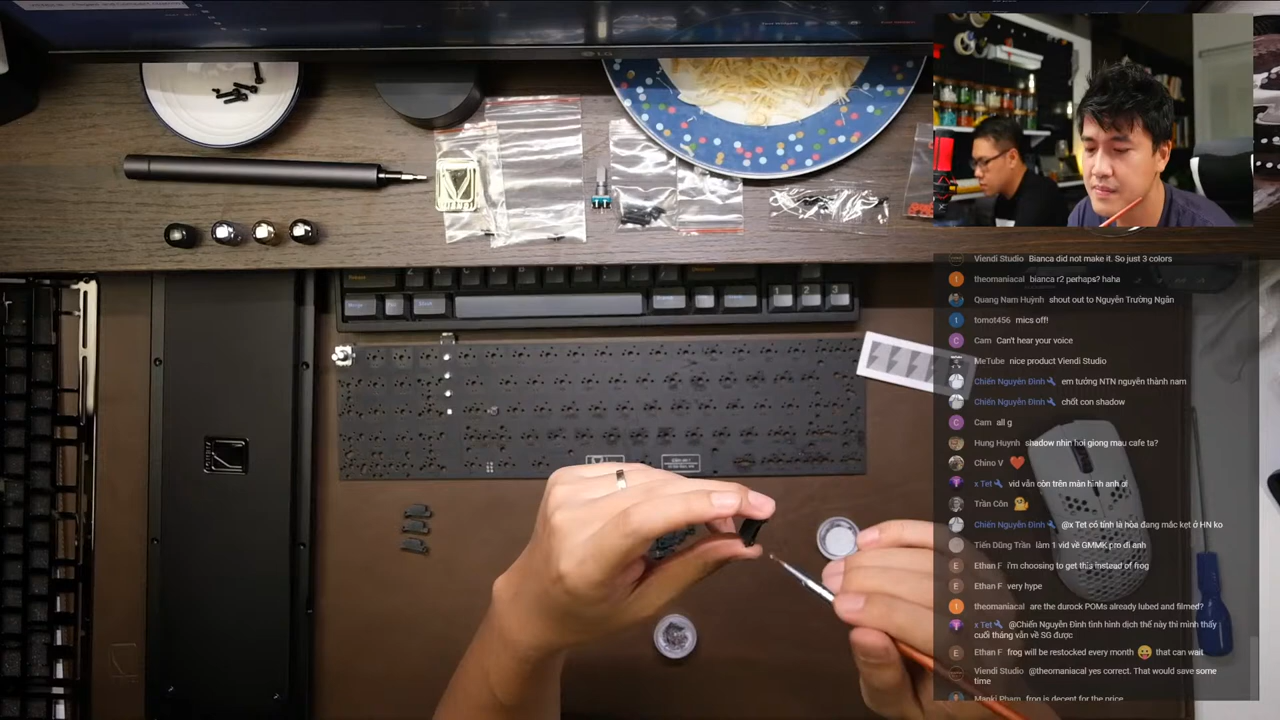 LG
Viendi Studio Bianca did not make it. So just 3 colors
theomaniacal bianca r2 perhaps? haha
Quang Nam Huỳnh shout out to Nguyễn Trường Ngân
tomot456 mics off!
Cam Can't hear your voice
MeTube nice product Viendi Studio
Chiến Nguyễn Đình em tưởng NTN nguyễn thành nam
Chiến Nguyễn Đình chốt con shadow
Cam all g
Hung Huynh shadow nhìn hơi giong mau cafe ta?
Chino V
x Tet vid vẫn còn trên màn hình anh ơi
Trần Côn
Chiến Nguyễn Đình @x Tet có tính là hòa đang mắc kẹt ở HN ko
Tiến Dũng Trần làm 1 vid về GMMK pro đi anh
Ethan F i'm choosing to get this instead of frog
Ethan F very hype
theomaniacal are the durock POMs already lubed and filmed?
x Tet @Chiến Nguyễn Đình tình hình dịch thế này thì mình thấy
cuối tháng vẫn về SG được
Ethan F frog will be restocked every month that can wait
Viendi Studio @theomaniacal yes correct. That would save some
time
Manki Pham frog is decent for the price